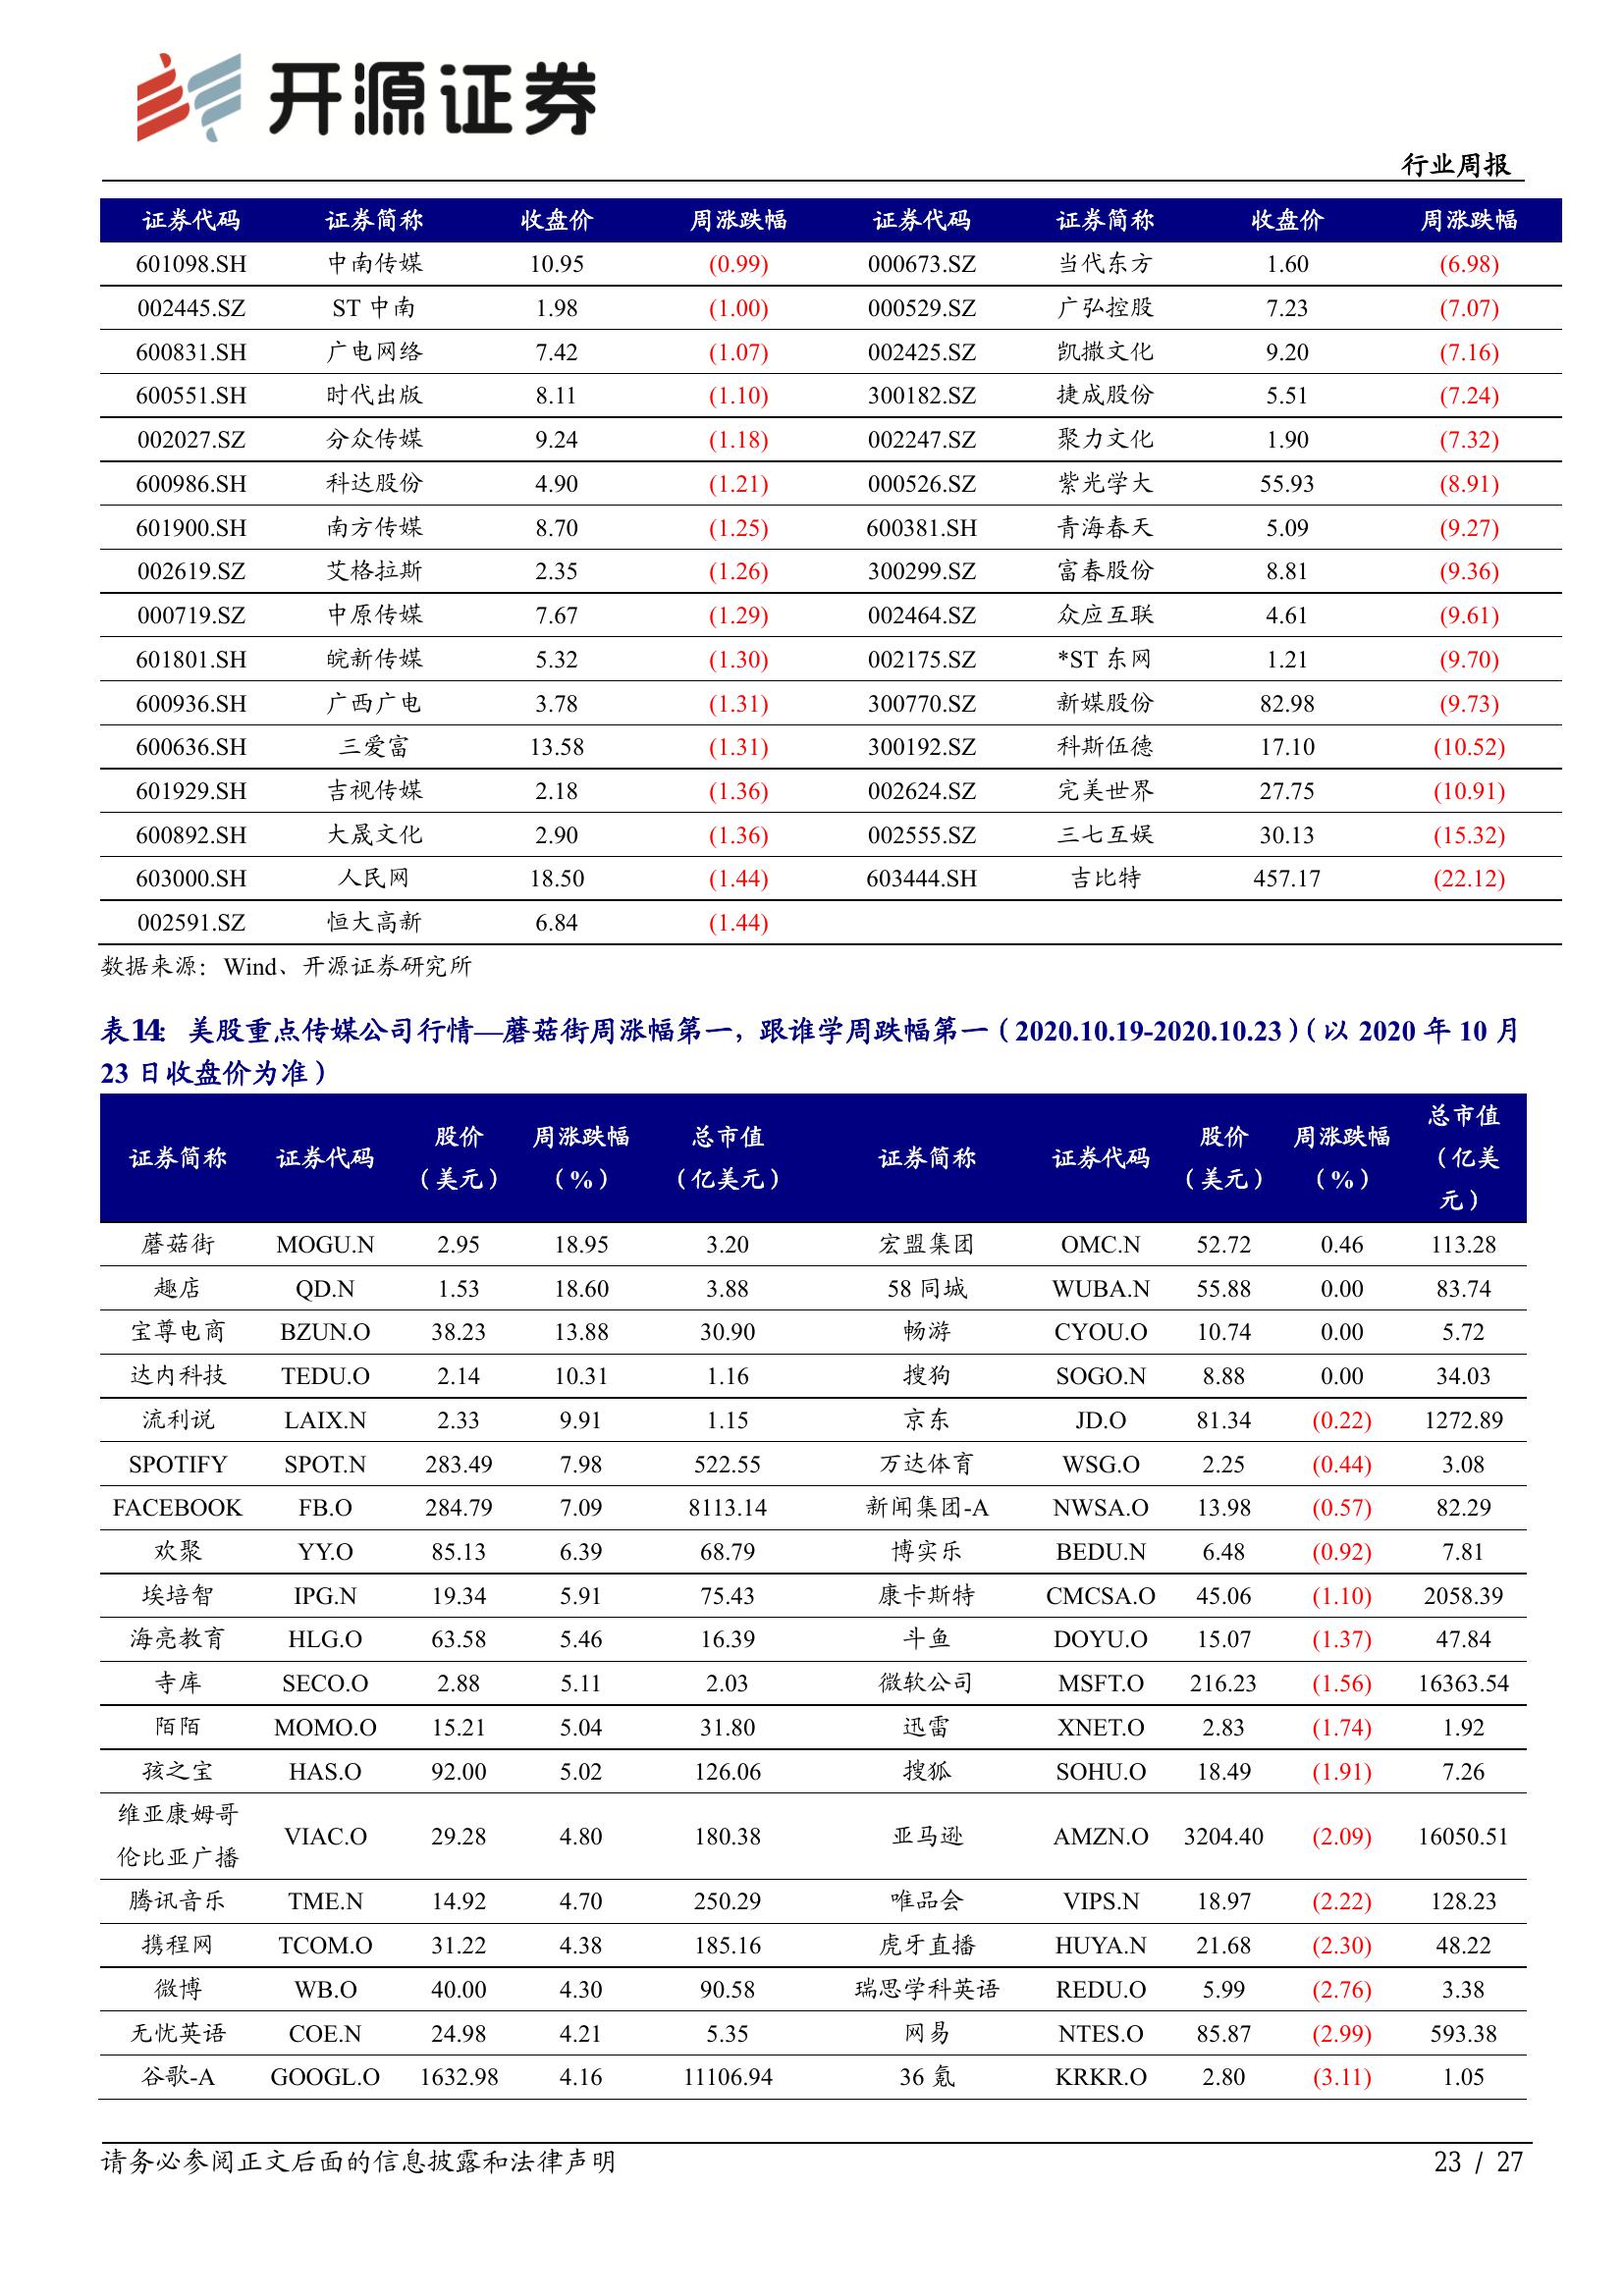 开源证券
行业周报
证券代码 证券简称 收盘价 周涨跌幅 证券代码 证券简称 收盘价 周涨跌幅
601098.SH 中南传媒 10.95 (0.99) 000673.SZ 当代东方 1.60 (6.98)
002445.SZ ST 中南 1.98 (1.00) 000529.SZ 广弘控股 7.23 (7.07)
600831.SH 广电网络 7.42 (1.07) 002425.SZ 凯撒文化 9.20 (7.16)
600551.SH 时代出版 8.11 (1.10) 300182.SZ 捷成股份 5.51 (7.24)
002027.SZ 分众传媒 9.24 (1.18) 002247.SZ 聚力文化 1.90 (7.32)
600986.SH 科达股份 4.90 (1.21) 000526.SZ 紫光学大 55.93 (8.91)
601900.SH 南方传媒 8.70 (1.25) 600381.SH 青海春天 5.09 (9.27)
002619.SZ 艾格拉斯 2.35 (1.26) 300299.SZ 富春股份 8.81 (9.36)
000719.SZ 中原传媒 7.67 (1.29) 002464.SZ 众应互联 4.61 (9.61)
601801.SH 皖新传媒 5.32 (1.30) 002175.SZ *ST 东网 1.21 (9.70)
600936.SH 广西广电 3.78 (1.31) 300770.SZ 新媒股份 82.98 (9.73)
600636.SH 三爱富 13.58 (1.31) 300192.SZ 科斯伍德 17.10 (10.52)
601929.SH 吉视传媒 2.18 (1.36) 002624.SZ 完美世界 27.75 (10.91)
600892.SH 大晟文化 2.90 (1.36) 002555.SZ 三七互娱 30.13 (15.32)
603000.SH 人民网 18.50 (1.44) 603444.SH 吉比特 457.17 (22.12)
002591.SZ 恒大高新 6.84 (1.44)
数据来源：Wind、开源证券研究所
表14：美股重点传媒公司行情—蘑菇街周涨幅第一，跟谁学周跌幅第一（2020.10.19-2020.10.23）（以 2020 年 10 月
23 日收盘价为准）
证券简称 证券代码 股价（美元） 周涨跌幅（%） 总市值（亿美元） 证券简称 证券代码 股价（美元） 周涨跌幅（%） 总市值（亿美元）
蘑菇街 MOGU.N 2.95 18.95 3.20 宏盟集团 OMC.N 52.72 0.46 113.28
趣店 QD.N 1.53 18.60 3.88 58 同城 WUBA.N 55.88 0.00 83.74
宝尊电商 BZUN.O 38.23 13.88 30.90 畅游 CYOU.O 10.74 0.00 5.72
达内科技 TEDU.O 2.14 10.31 1.16 搜狗 SOGO.N 8.88 0.00 34.03
流利说 LAIX.N 2.33 9.91 1.15 京东 JD.O 81.34 (0.22) 1272.89
SPOTIFY SPOT.N 283.49 7.98 522.55 万达体育 WSG.O 2.25 (0.44) 3.08
FACEBOOK FB.O 284.79 7.09 8113.14 新闻集团-A NWSA.O 13.98 (0.57) 82.29
欢聚 YY.O 85.13 6.39 68.79 博实乐 BEDU.N 6.48 (0.92) 7.81
埃培智 IPG.N 19.34 5.91 75.43 康卡斯特 CMCSA.O 45.06 (1.10) 2058.39
海亮教育 HLG.O 63.58 5.46 16.39 斗鱼 DOYU.O 15.07 (1.37) 47.84
寺库 SECO.O 2.88 5.11 2.03 微软公司 MSFT.O 216.23 (1.56) 16363.54
陌陌 MOMO.O 15.21 5.04 31.80 迅雷 XNET.O 2.83 (1.74) 1.92
孩之宝 HAS.O 92.00 5.02 126.06 搜狐 SOHU.O 18.49 (1.91) 7.26
维亚康姆哥伦比亚广播 VIAC.O 29.28 4.80 180.38 亚马逊 AMZN.O 3204.40 (2.09) 16050.51
腾讯音乐 TME.N 14.92 4.70 250.29 唯品会 VIPS.N 18.97 (2.22) 128.23
携程网 TCOM.O 31.22 4.38 185.16 虎牙直播 HUYA.N 21.68 (2.30) 48.22
微博 WB.O 40.00 4.30 90.58 瑞思学科英语 REDU.O 5.99 (2.76) 3.38
无忧英语 COE.N 24.98 4.21 5.35 网易 NTES.O 85.87 (2.99) 593.38
谷歌-A GOOGL.O 1632.98 4.16 11106.94 36 氪 KRKR.O 2.80 (3.11) 1.05
请务必参阅正文后面的信息披露和法律声明
23 / 27